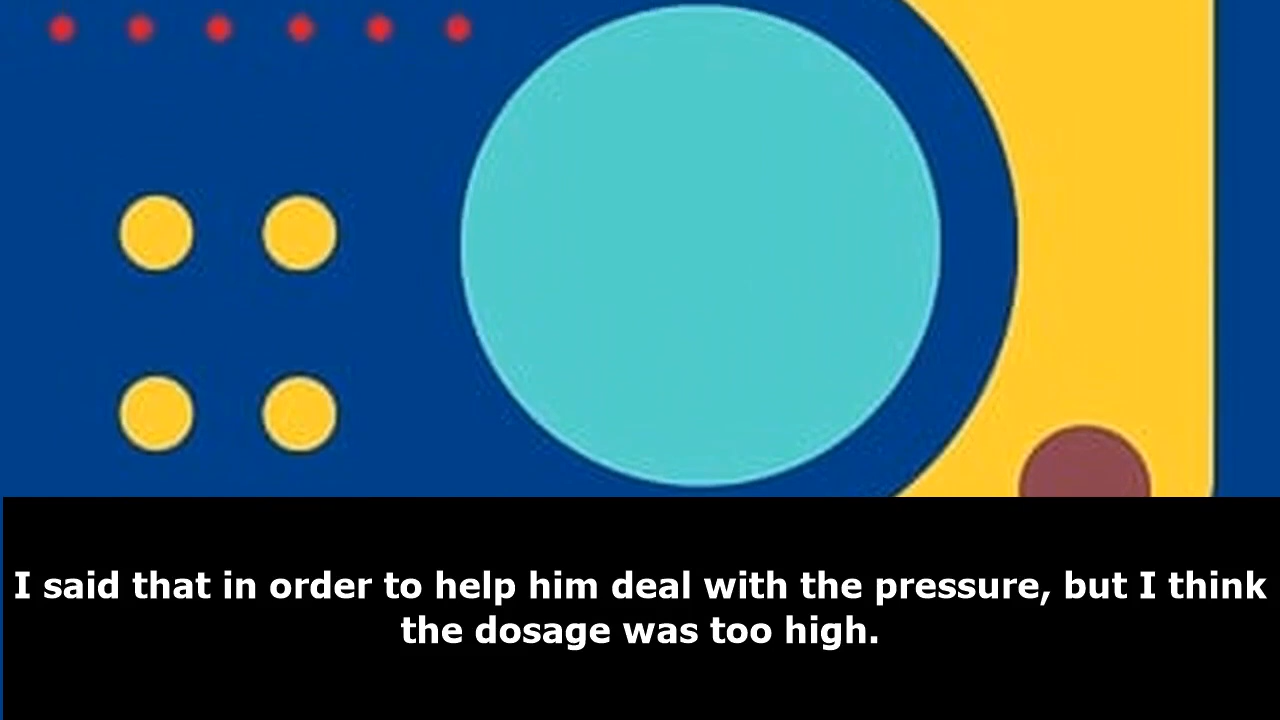 I said that in order to help him deal with the pressure, but I think
the dosage was too high.